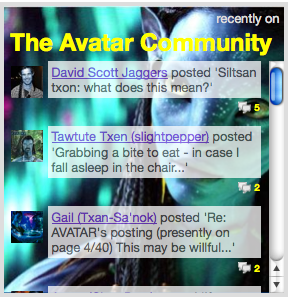 recently on
The Avatar Community
David Scott Jaggers posted 'Siltsan
txon: what does this mean?'
5
Tawtute Txen (slightpepper) posted
'Grabbing a bite to eat - in case I
fall asleep in the chair...'
2
Gail (Txan-Sa'nok) posted 'Re:
AVATAR's posting (presently on
page 4/40) This may be willful...'
2